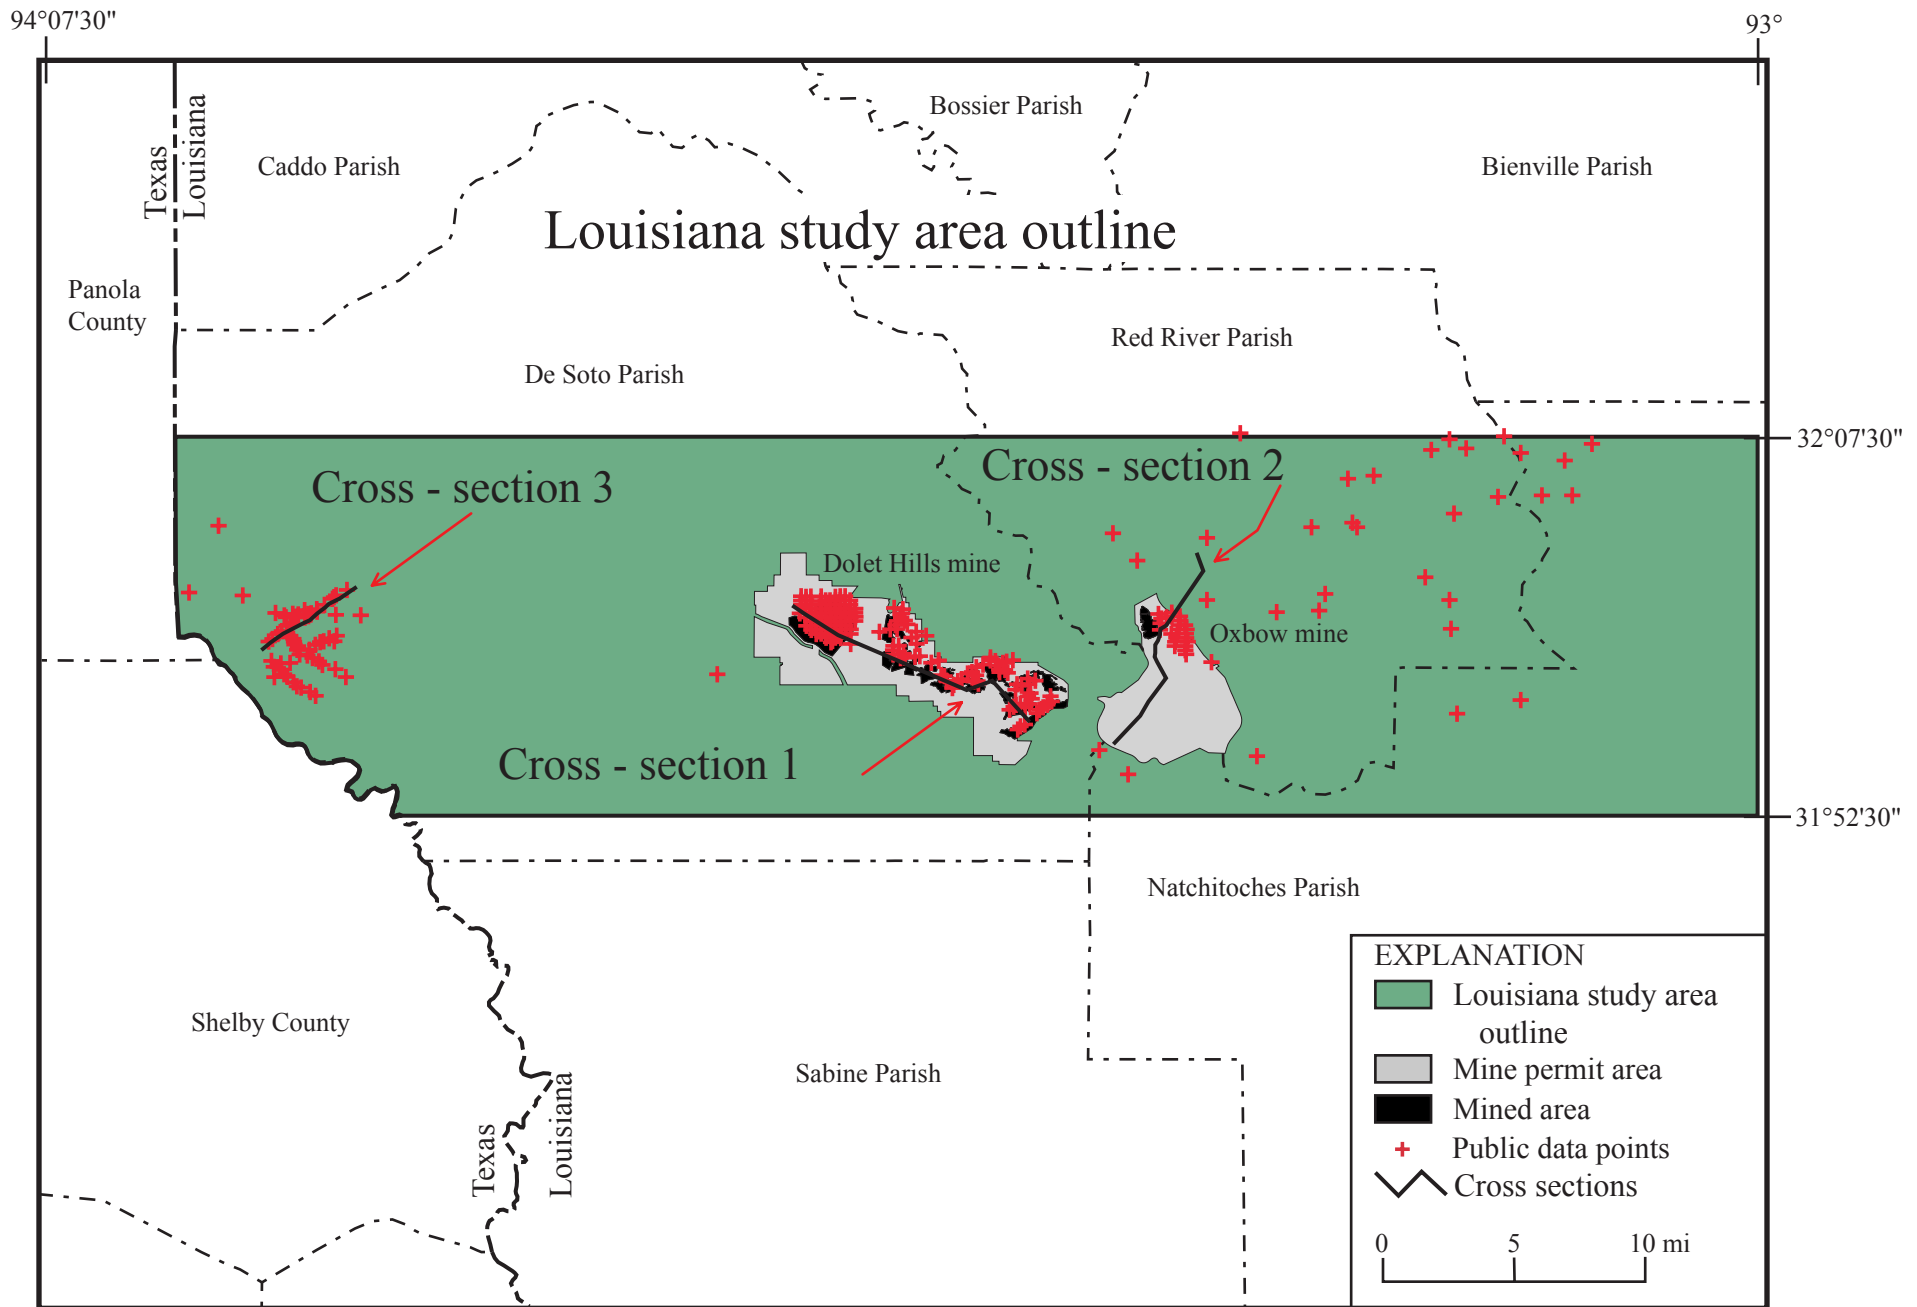 94°07'30"
93°
Texas
Louisiana
Caddo Parish
Bossier Parish
Bienville Parish
Louisiana study area outline
Panola
County
De Soto Parish
Red River Parish
32°07'30"
Cross - section 3
Cross - section 2
Dolet Hills mine
Oxbow mine
Cross - section 1
31°52'30"
Natchitoches Parish
Shelby County
Sabine Parish
Texas
Louisiana
EXPLANATION
Louisiana study area
outline
Mine permit area
Mined area
Public data points
Cross sections
0 5 10 mi